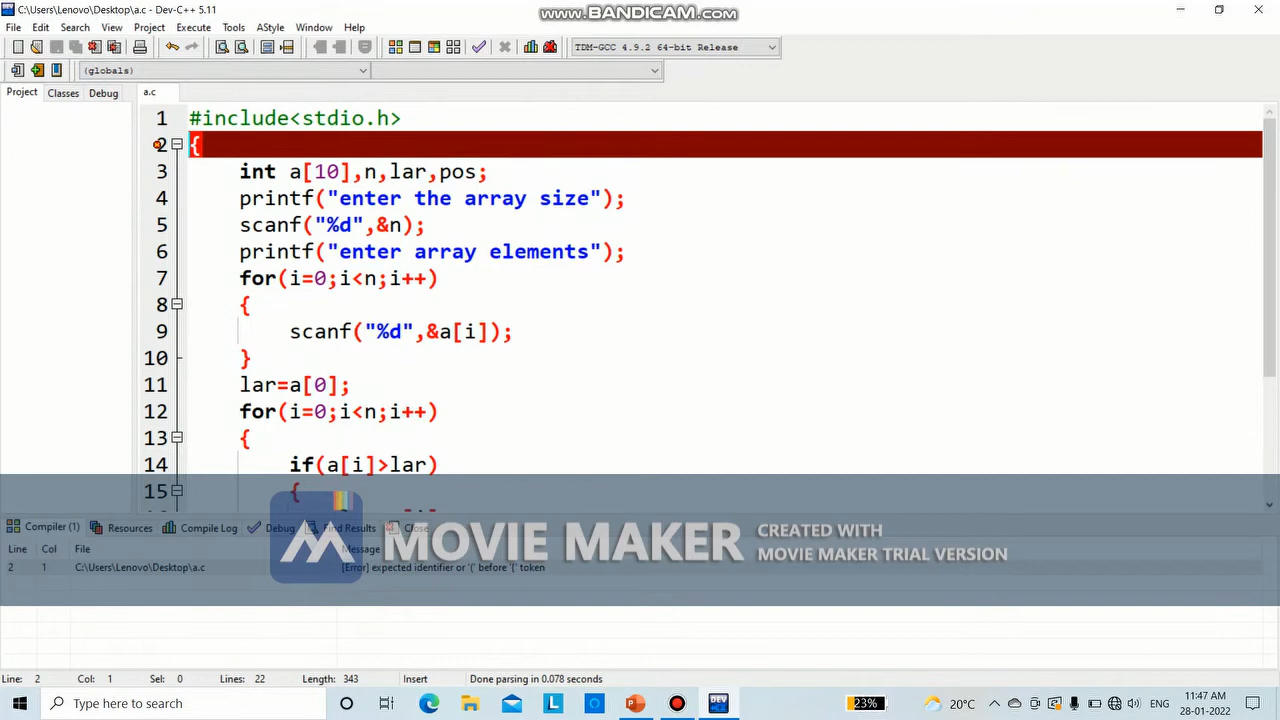 C:\Users\Lenovo\Desktop\a.c - Dev-C++ 5.11
www.BANDICAM.com
File Edit Search View Project Execute Tools AStyle Window Help
TDM-GCC 4.9.2 64-bit Release
(globals)
Project Classes Debug a.c
1 #include<stdio.h>
2 {
3 int a[10],n,lar,pos;
4 printf("enter the array size");
5 scanf("%d",&n);
6 printf("enter array elements");
7 for(i=0;i<n;i++)
8 {
9 scanf("%d",&a[i]);
10 }
11 lar=a[0];
12 for(i=0;i<n;i++)
13 {
14 if(a[i]>lar)
15 {
Compiler (1) Resources Compile Log Debug Find Results Close
MOVIE MAKER
CREATED WITH
MOVIE MAKER TRIAL VERSION
Line Col File Message
2 1 C:\Users\Lenovo\Desktop\a.c [Error] expected identifier or '(' before '{' token
Line: 2 Col: 1 Sel: 0 Lines: 22 Length: 343 Insert Done parsing in 0.078 seconds
Type here to search
L
DEV
23%
20°C
ENG
11:47 AM
28-01-2022